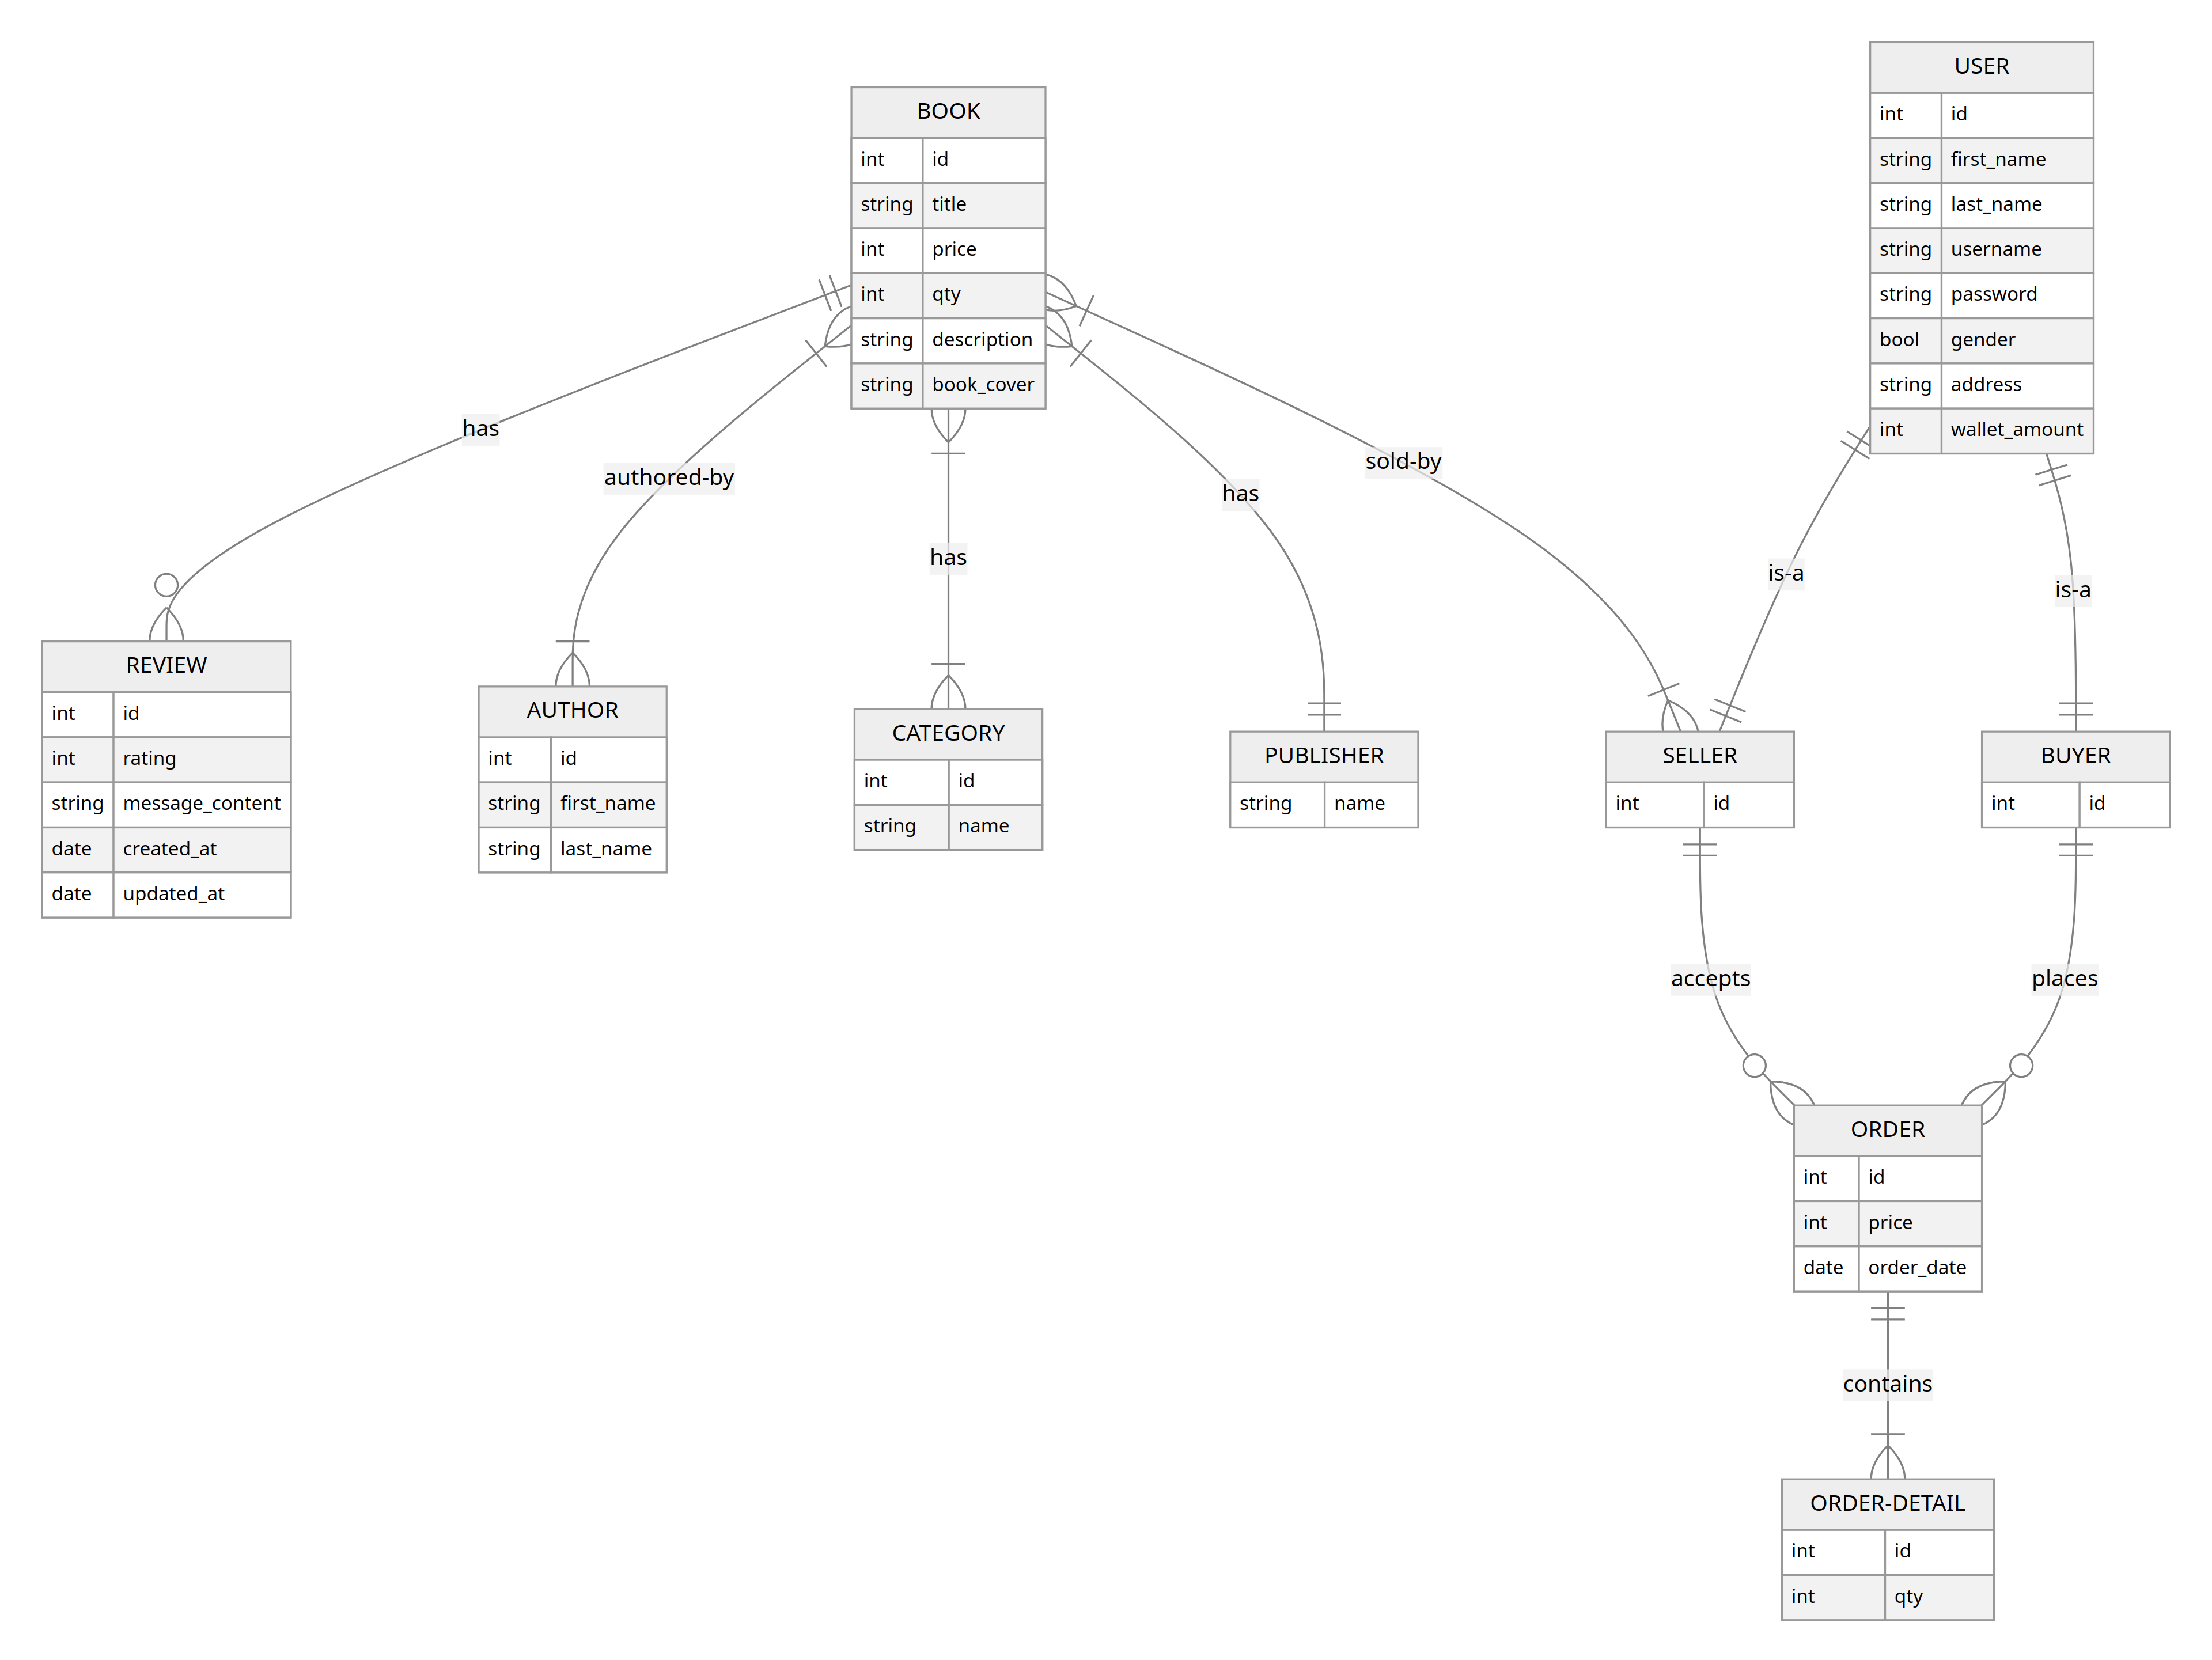 USER
int id
string first_name
string last_name
string username
string password
bool gender
string address
int wallet_amount
BOOK
int id
string title
int price
int qty
string description
string book_cover
has
authored-by
has
has
sold-by
is-a
is-a
REVIEW
int id
int rating
string message_content
date created_at
date updated_at
AUTHOR
int id
string first_name
string last_name
CATEGORY
int id
string name
PUBLISHER
string name
SELLER
int id
BUYER
int id
accepts
places
ORDER
int id
int price
date order_date
contains
ORDER-DETAIL
int id
int qty